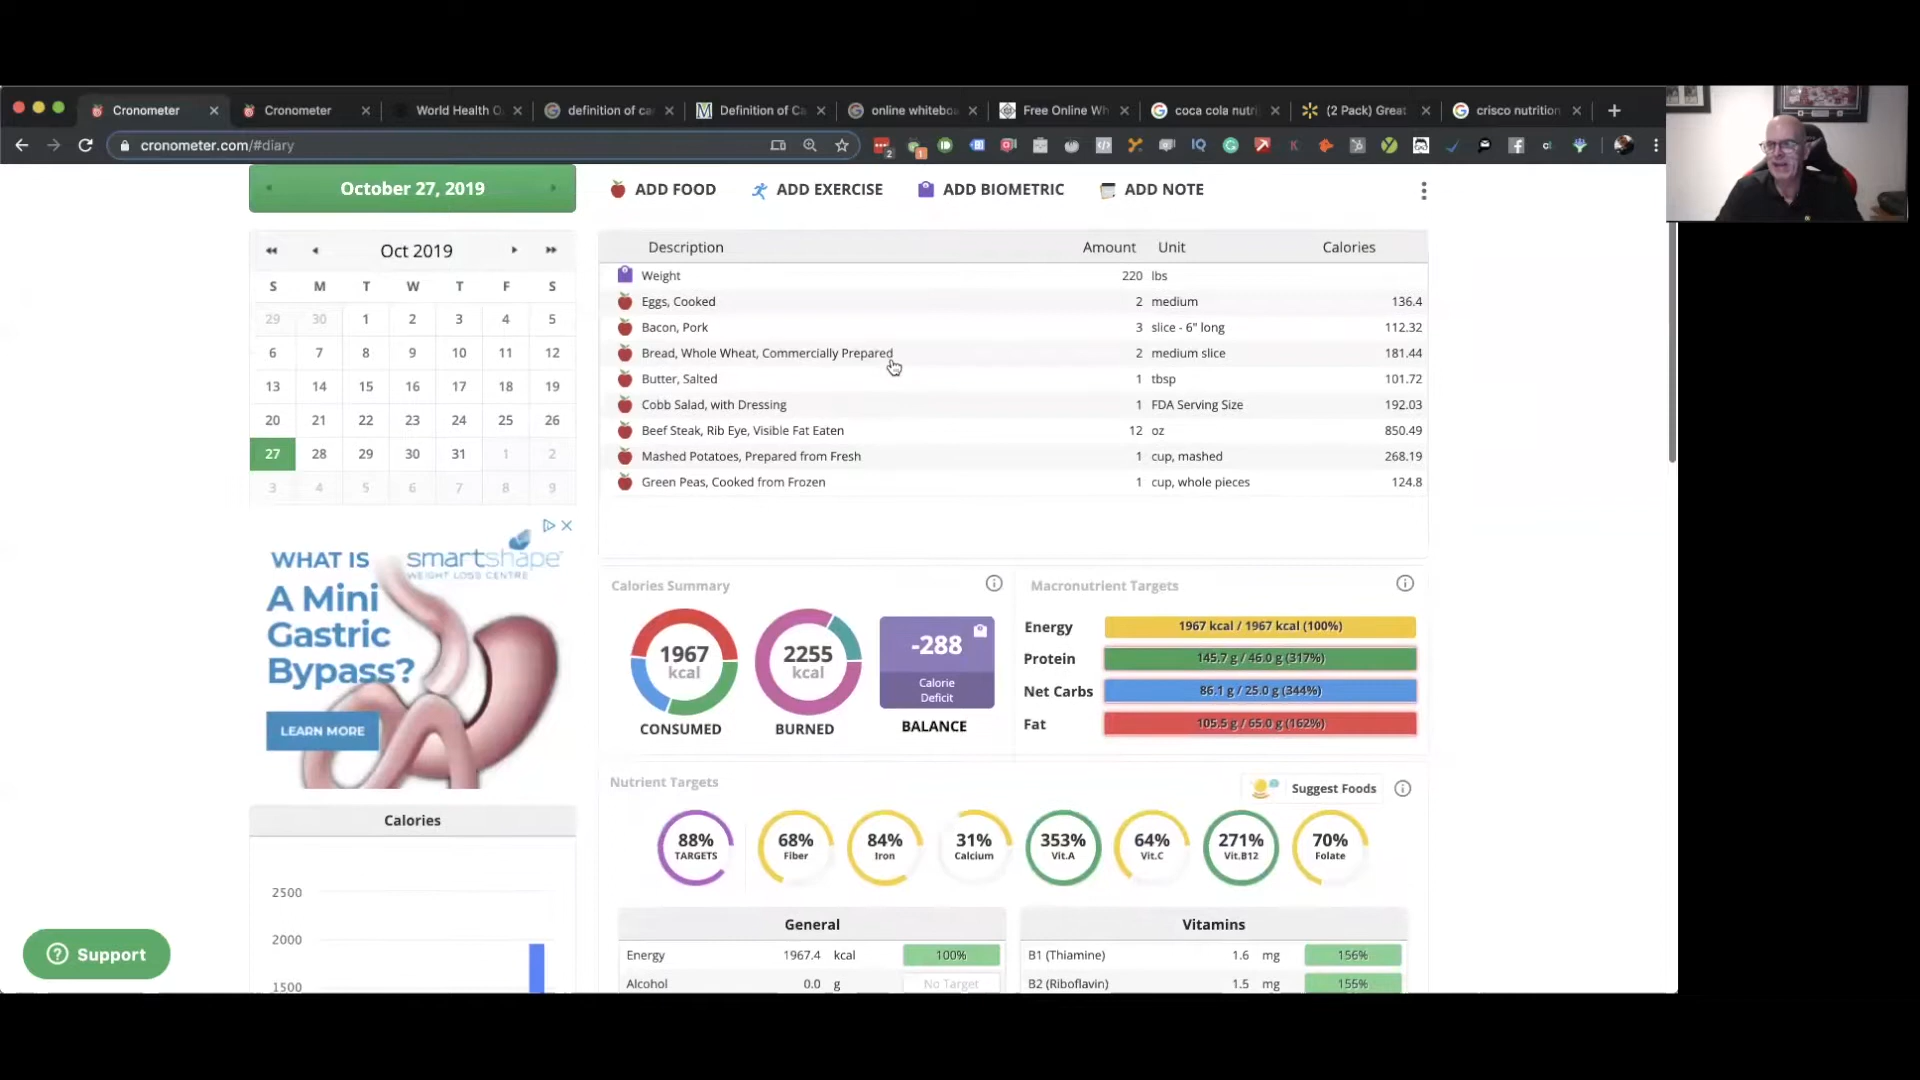 Cronometer
Cronometer
World Health O
definition of ca
Definition of Ca
online whitebo
Free Online Wh
coca cola nutri
(2 Pack) Great
crisco nutrition
cronometer.com/#diary
October 27, 2019
ADD FOOD
ADD EXERCISE
ADD BIOMETRIC
ADD NOTE
Oct 2019
S M T W T F S
29 30 1 2 3 4 5
6 7 8 9 10 11 12
13 14 15 16 17 18 19
20 21 22 23 24 25 26
27 28 29 30 31 1 2
3 4 5 6 7 8 9
Description Amount Unit Calories
Weight 220 lbs
Eggs, Cooked 2 medium 136.4
Bacon, Pork 3 slice - 6" long 112.32
Bread, Whole Wheat, Commercially Prepared 2 medium slice 181.44
Butter, Salted 1 tbsp 101.72
Cobb Salad, with Dressing 1 FDA Serving Size 192.03
Beef Steak, Rib Eye, Visible Fat Eaten 12 oz 850.49
Mashed Potatoes, Prepared from Fresh 1 cup, mashed 268.19
Green Peas, Cooked from Frozen 1 cup, whole pieces 124.8
WHAT IS
A Mini
Gastric
Bypass?
smartshape
WEIGHT LOSS CENTRE
LEARN MORE
Calories Summary
1967
kcal
CONSUMED
2255
kcal
BURNED
-288
Calorie
Deficit
BALANCE
Macronutrient Targets
Energy 1967 kcal / 1967 kcal (100%)
Protein 145.7 g / 46.0 g (317%)
Net Carbs 86.1 g / 25.0 g (344%)
Fat 105.5 g / 65.0 g (162%)
Nutrient Targets
Suggest Foods
88%
TARGETS
68%
Fiber
84%
Iron
31%
Calcium
353%
Vit.A
64%
Vit.C
271%
Vit.B12
70%
Folate
Calories
2500
2000
1500
General
Energy 1967.4 kcal 100%
Alcohol 0.0 g No Target
Vitamins
B1 (Thiamine) 1.6 mg 156%
B2 (Riboflavin) 1.5 mg 155%
Support